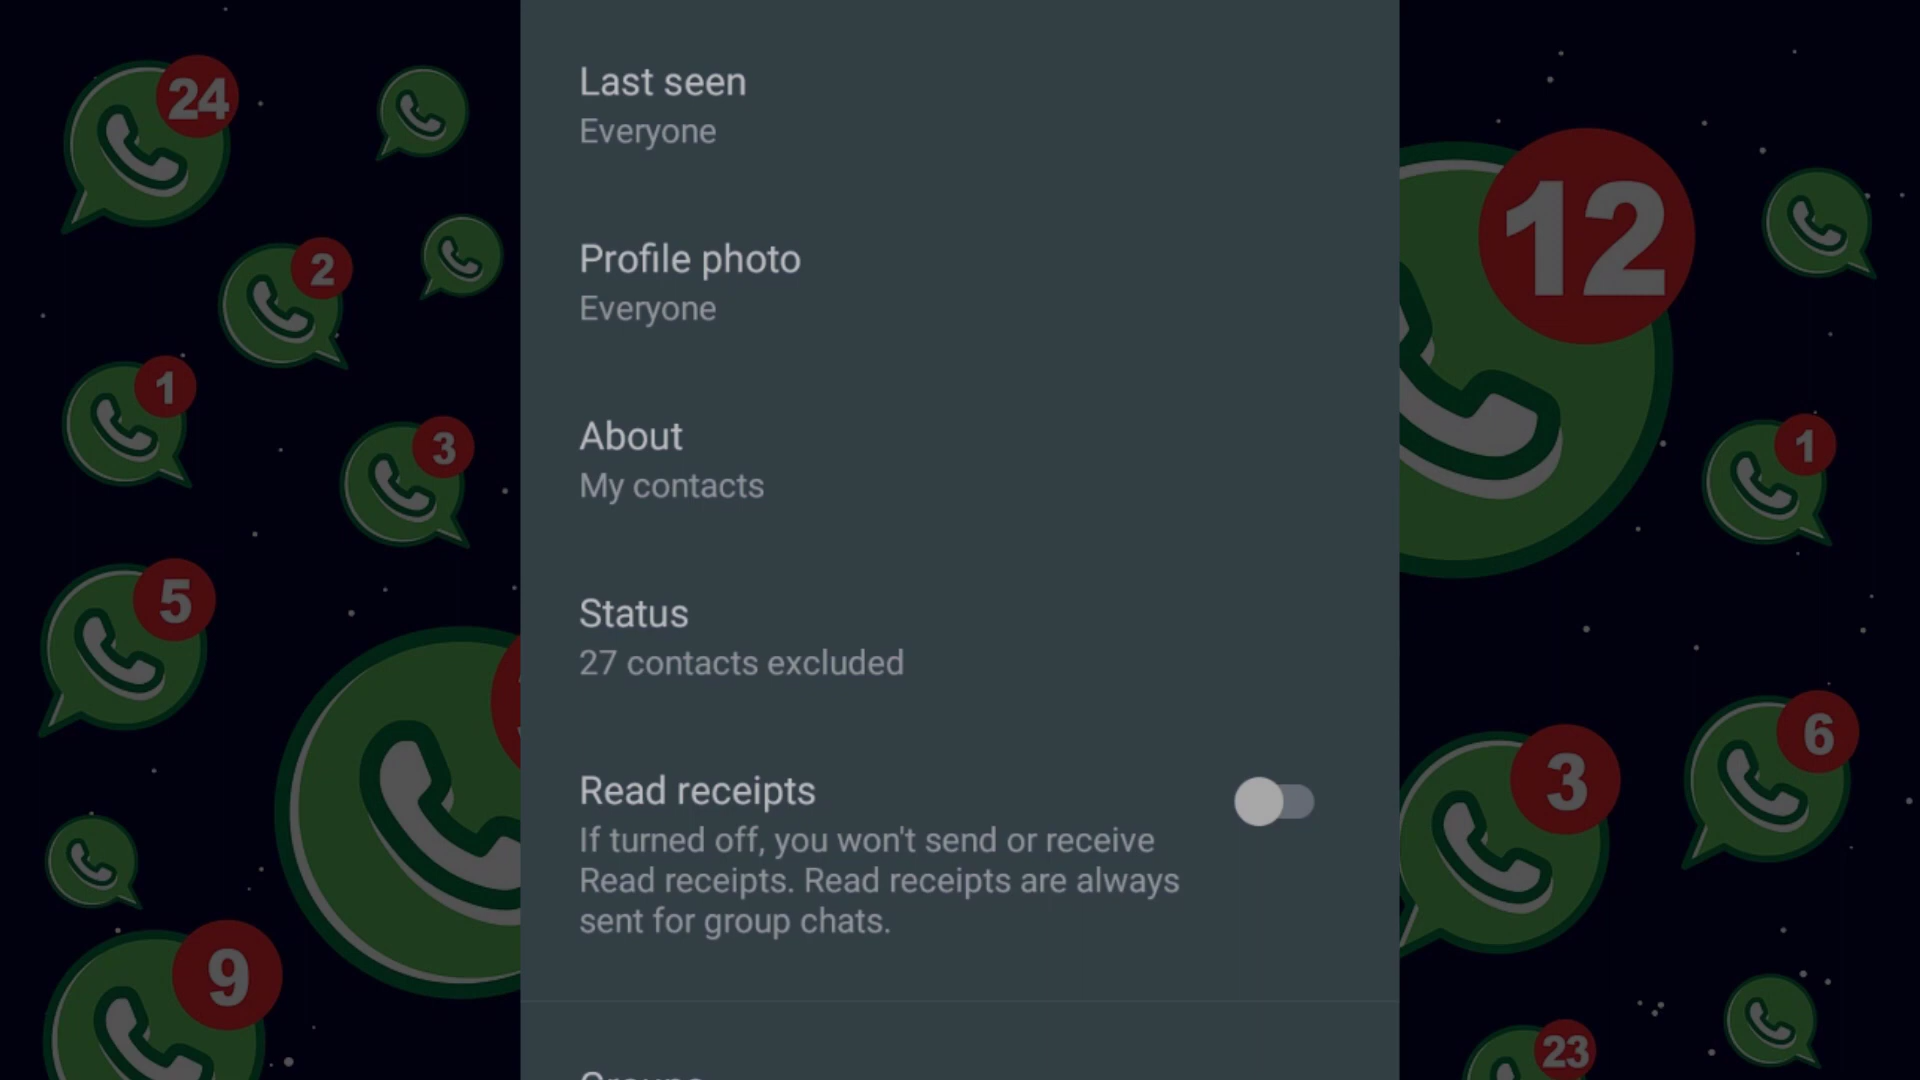 Last seen
Everyone
Profile photo
Everyone
About
My contacts
Status
27 contacts excluded
Read receipts
If turned off, you won't send or receive
Read receipts. Read receipts are always
sent for group chats.
24
2
1
3
5
9
12
1
6
3
23